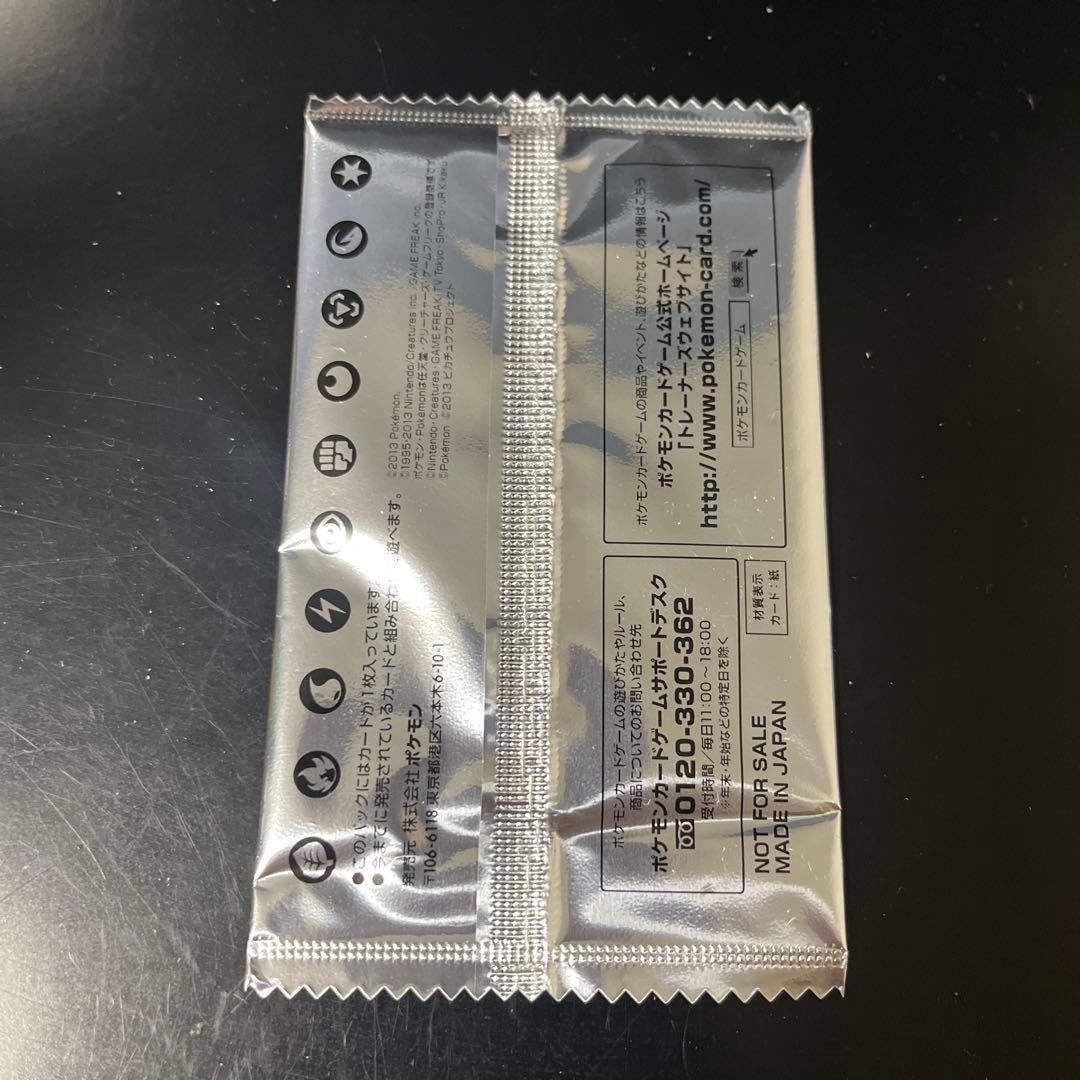 ●このパックにはカードが1枚入っています。
●今までに発売されているカードと組み合わ 遊べます。
発売元 株式会社 ポケモン
〒106-6118 東京都港区六本木6-10-1
©2013 Pokémon.
©1995-2013 Nintendo/Creatures Inc. /GAME FREAK inc.
ポケモン・Pokémonは任天堂・クリーチャーズ・ゲームフリークの登録商標です
©Nintendo・Creatures・GAME FREAK・TV Tokyo・ShoPro・JR Kikaku
©Pokémon ©2013 ピカチュウプロジェクト
ポケモンカードゲームの遊びかたやルール、
商品についてのお問い合わせ先
ポケモンカードゲームサポートデスク
0120-330-362
受付時間／毎日11:00～18:00
※年末・年始などの特定日を除く
NOT FOR SALE
MADE IN JAPAN
材質表示
カード：紙
ポケモンカードゲームの商品やイベント、遊びかたなどの情報はこちら
ポケモンカードゲーム公式ホームページ
「トレーナーズウェブサイト」
http://www.pokemon-card.com/
ポケモンカードゲーム 検索